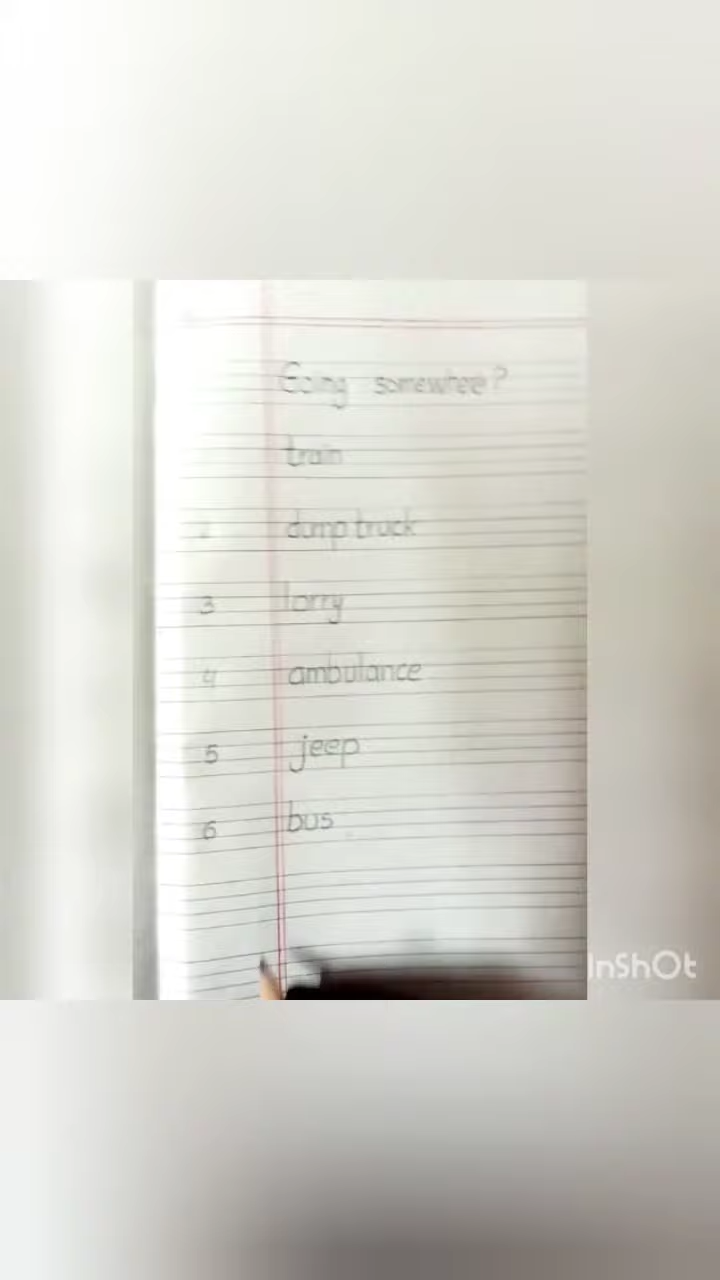 Going somewhere?
train
2 dump truck
3 lorry
4 ambulance
5 jeep
6 bus
InShOt